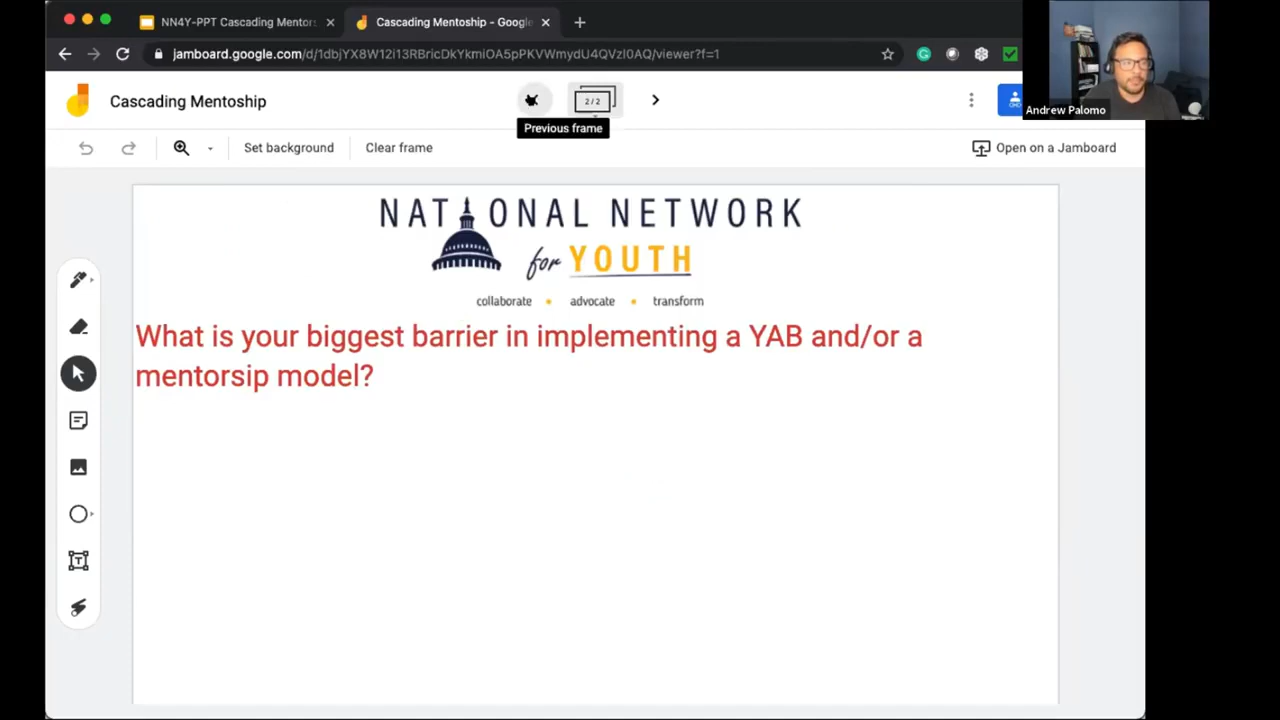 NN4Y-PPT Cascading Mentors
Cascading Mentoship - Google
jamboard.google.com/d/1dbjYX8W12i13RBricDkYkmiOA5pPKVWmydU4QVzl0AQ/viewer?f=1
Cascading Mentoship
2/2
Previous frame
Andrew Palomo
Set background
Clear frame
Open on a Jamboard
NATIONAL NETWORK
for YOUTH
collaborate • advocate • transform
What is your biggest barrier in implementing a YAB and/or a
mentorsip model?